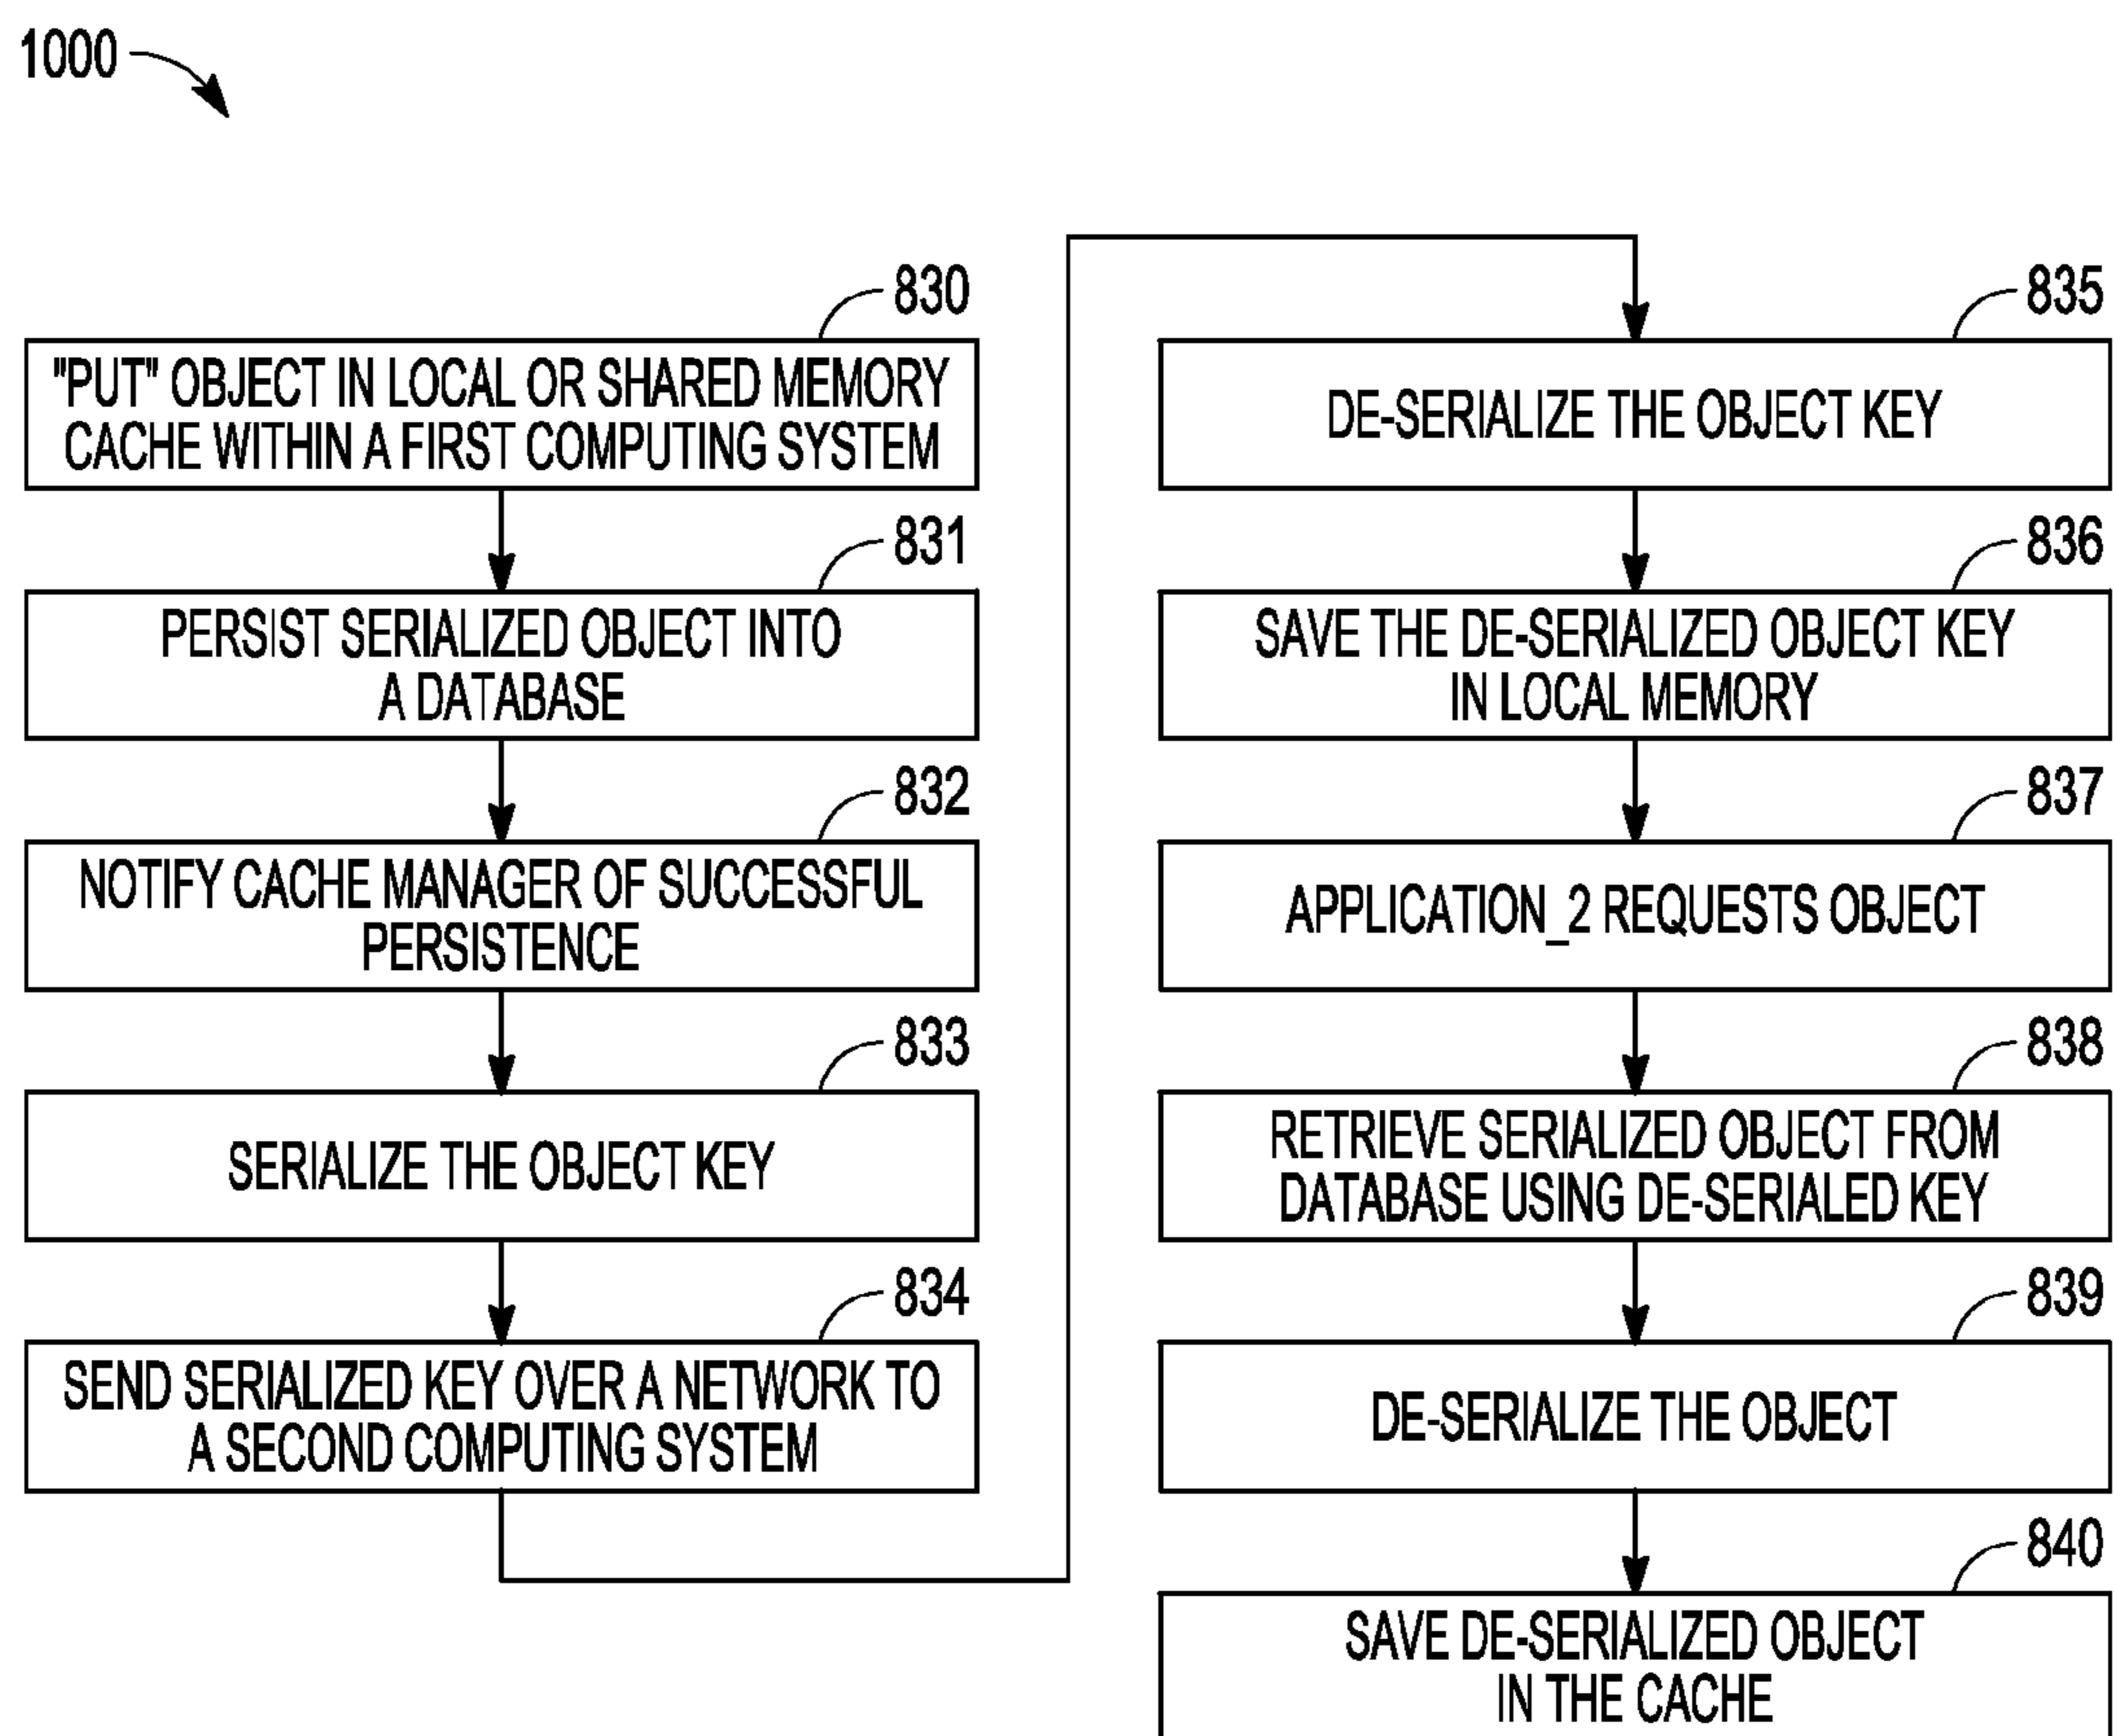 1000
830
"PUT" OBJECT IN LOCAL OR SHARED MEMORY
CACHE WITHIN A FIRST COMPUTING SYSTEM
831
PERSIST SERIALIZED OBJECT INTO
A DATABASE
832
NOTIFY CACHE MANAGER OF SUCCESSFUL
PERSISTENCE
833
SERIALIZE THE OBJECT KEY
834
SEND SERIALIZED KEY OVER A NETWORK TO
A SECOND COMPUTING SYSTEM
835
DE-SERIALIZE THE OBJECT KEY
836
SAVE THE DE-SERIALIZED OBJECT KEY
IN LOCAL MEMORY
837
APPLICATION_2 REQUESTS OBJECT
838
RETRIEVE SERIALIZED OBJECT FROM
DATABASE USING DE-SERIALED KEY
839
DE-SERIALIZE THE OBJECT
840
SAVE DE-SERIALIZED OBJECT
IN THE CACHE